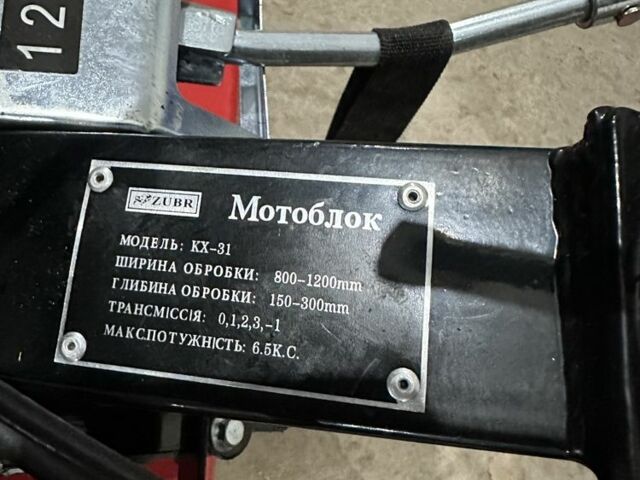 12
ZUBR
Мотоблок
МОДЕЛЬ: KX-31
ШИРИНА ОБРОБКИ: 800-1200mm
ГЛИБИНА ОБРОБКИ: 150-300mm
ТРАНСМІССІЯ: 0,1,2,3,-1
МАКС.ПОТУЖНІСТЬ: 6.5К.С.